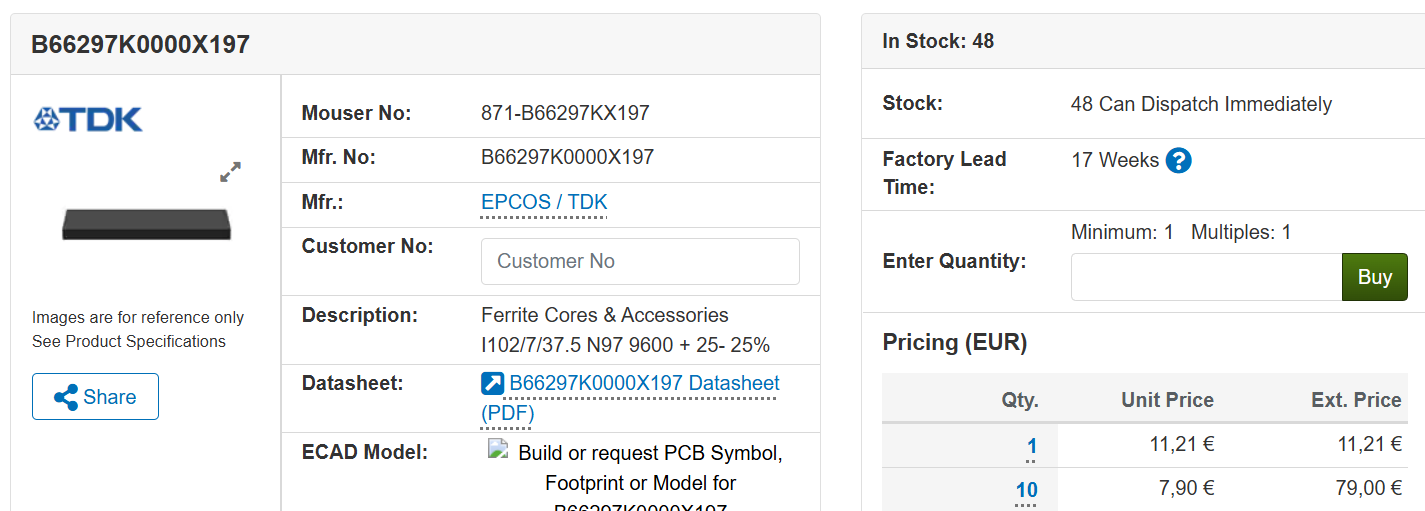 B66297K0000X197
TDK
Images are for reference only
See Product Specifications
Share
Mouser No: 871-B66297KX197
Mfr. No: B66297K0000X197
Mfr.: EPCOS / TDK
Customer No: Customer No
Description: Ferrite Cores & Accessories
I102/7/37.5 N97 9600 + 25- 25%
Datasheet: B66297K0000X197 Datasheet
(PDF)
ECAD Model: Build or request PCB Symbol,
Footprint or Model for
B66297K0000X197
In Stock: 48
Stock: 48 Can Dispatch Immediately
Factory Lead
Time: 17 Weeks ?
Minimum: 1 Multiples: 1
Enter Quantity: Buy
Pricing (EUR)
Qty. Unit Price Ext. Price
1 11,21 € 11,21 €
10 7,90 € 79,00 €